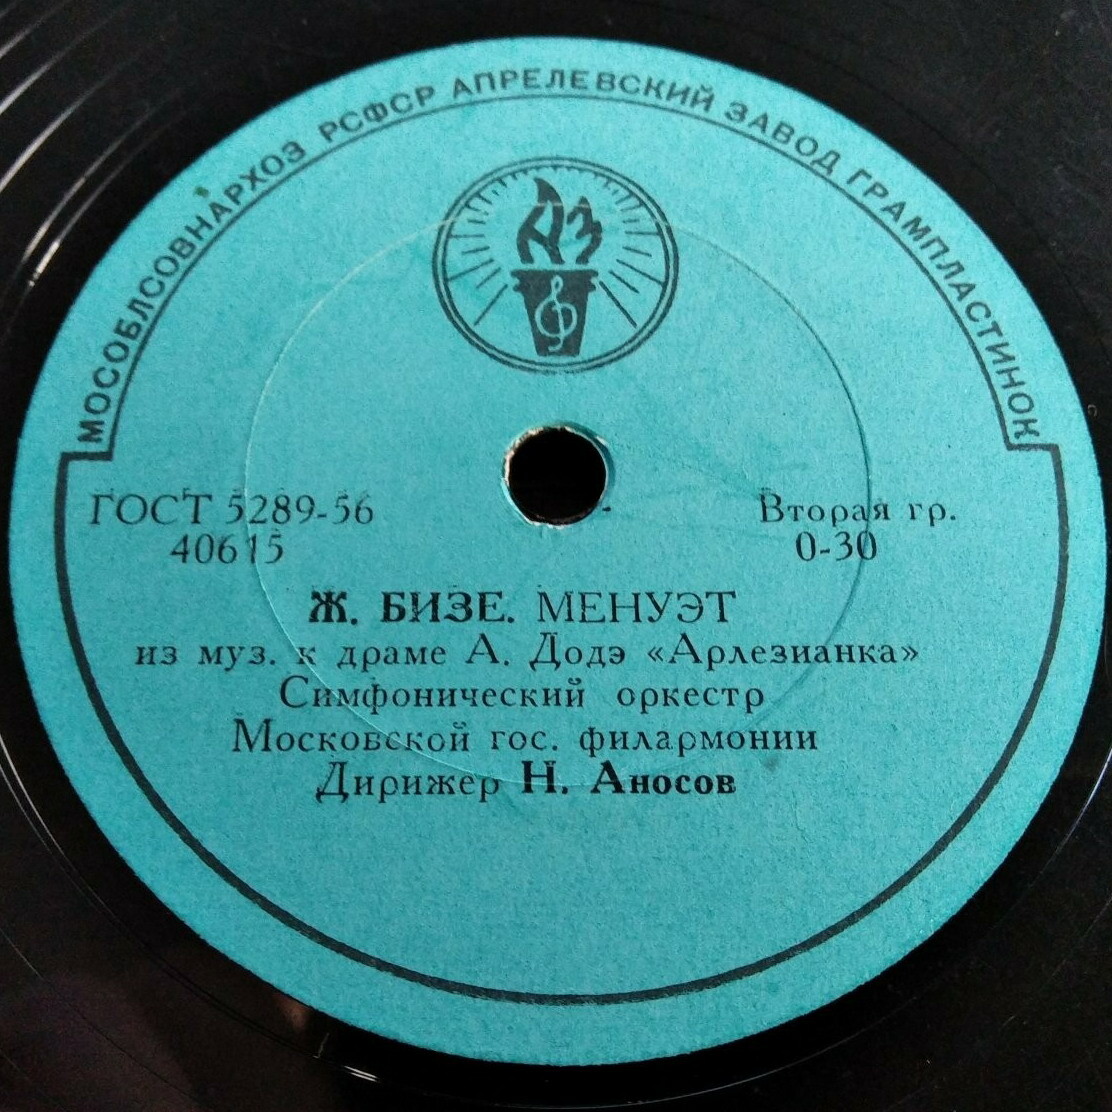 МОСОБЛСОВНАРХОЗ РСФСР АПРЕЛЕВСКИЙ ЗАВОД ГРАМПЛАСТИНОК
АЗ
ГОСТ 5289-56
40615
Вторая гр.
0-30
Ж. БИЗЕ. МЕНУЭТ
из муз. к драме А. Додэ «Арлезианка»
Симфонический оркестр
Московской гос. филармонии
Дирижер Н. Аносов